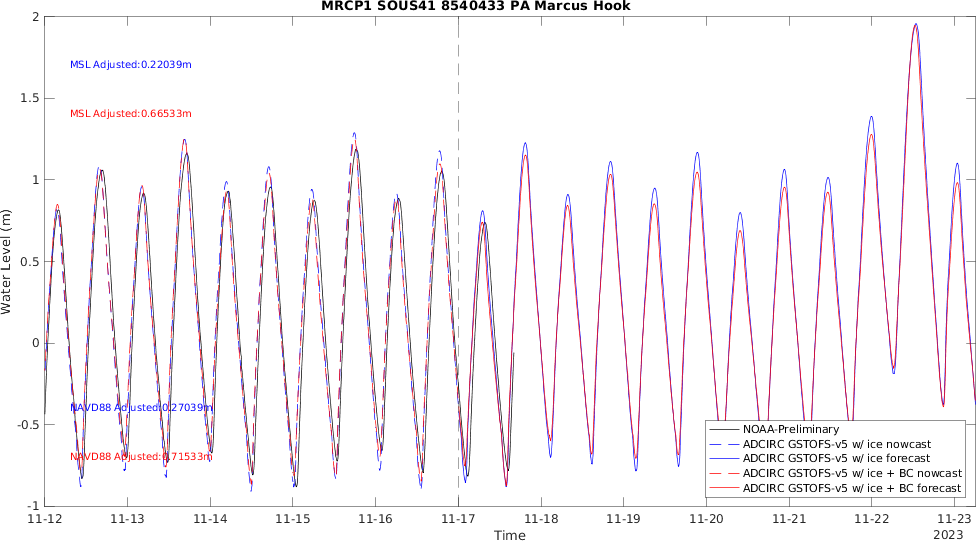 MRCP1 SOUS41 8540433 PA Marcus Hook
Water Level (m)
2
1.5
1
0.5
0
-0.5
-1
MSL Adjusted:0.22039m
MSL Adjusted:0.66533m
NAVD88 Adjusted:0.27039m
NAVD88 Adjusted:0.71533m
NOAA-Preliminary
ADCIRC GSTOFS-v5 w/ ice nowcast
ADCIRC GSTOFS-v5 w/ ice forecast
ADCIRC GSTOFS-v5 w/ ice + BC nowcast
ADCIRC GSTOFS-v5 w/ ice + BC forecast
11-12 11-13 11-14 11-15 11-16 11-17 11-18 11-19 11-20 11-21 11-22 11-23
Time
2023